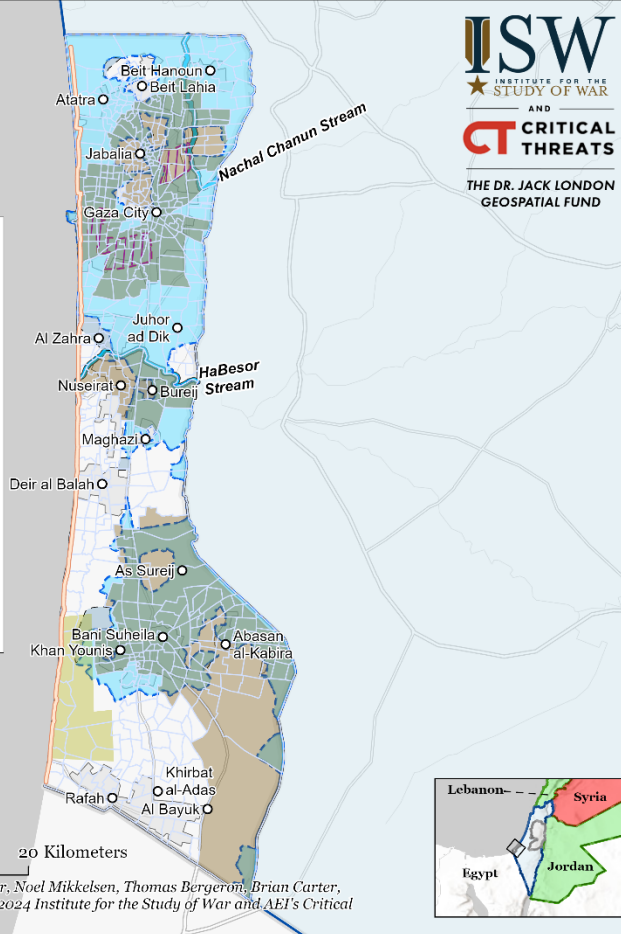 ISW
INSTITUTE FOR THE
STUDY OF WAR
AND
CT CRITICAL
THREATS
THE DR. JACK LONDON
GEOSPATIAL FUND
Beit Hanoun
Beit Lahia
Atatra
Nachal Chanun Stream
Jabalia
Gaza City
Juhor
ad Dik
Al Zahra
HaBesor
Stream
Nuseirat
Bureij
Maghazi
Deir al Balah
As Sureij
Bani Suheila
Abasan
al-Kabira
Khan Younis
Khirbat
al-Adas
Rafah
Al Bayuk
Lebanon
Syria
Egypt
Jordan
20 Kilometers
r, Noel Mikkelsen, Thomas Bergeron, Brian Carter,
2024 Institute for the Study of War and AEI's Critical